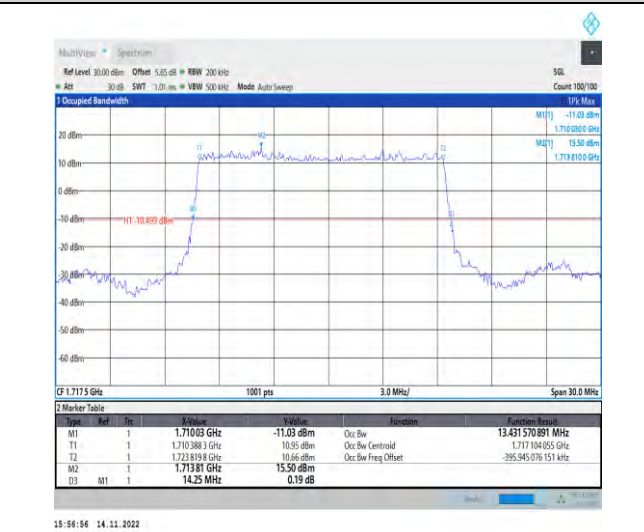 MultiView Spectrum
Ref Level 30.00 dBm Offset 5.65 dB RBW 200 kHz SGL
Att 30 dB SWT 1.01 ms VBW 500 kHz Mode Auto Sweep Count 100/100
1 Occupied Bandwidth 1Pk Max
M1[1] -11.03 dBm
1.710 030 0 GHz
M2[1] 15.50 dBm
1.713 810 0 GHz
20 dBm
T1 M2 T2
10 dBm
0 dBm
M1
-10 dBm
H1 -10.499 dBm
-20 dBm
-30 dBm
-40 dBm
-50 dBm
-60 dBm
CF 1.717 5 GHz 1001 pts 3.0 MHz/ Span 30.0 MHz
2 Marker Table
Type Ref Trc X-Value Y-Value Function Function Result
M1 1 1.710 03 GHz -11.03 dBm Occ Bw 13.431 570 891 MHz
T1 1 1.710 388 3 GHz 10.95 dBm Occ Bw Centroid 1.717 104 055 GHz
T2 1 1.723 819 8 GHz 10.66 dBm Occ Bw Freq Offset -395.945 076 151 kHz
M2 1 1.713 81 GHz 15.50 dBm
D3 M1 1 14.25 MHz 0.19 dB
15:56:56 14.11.2022